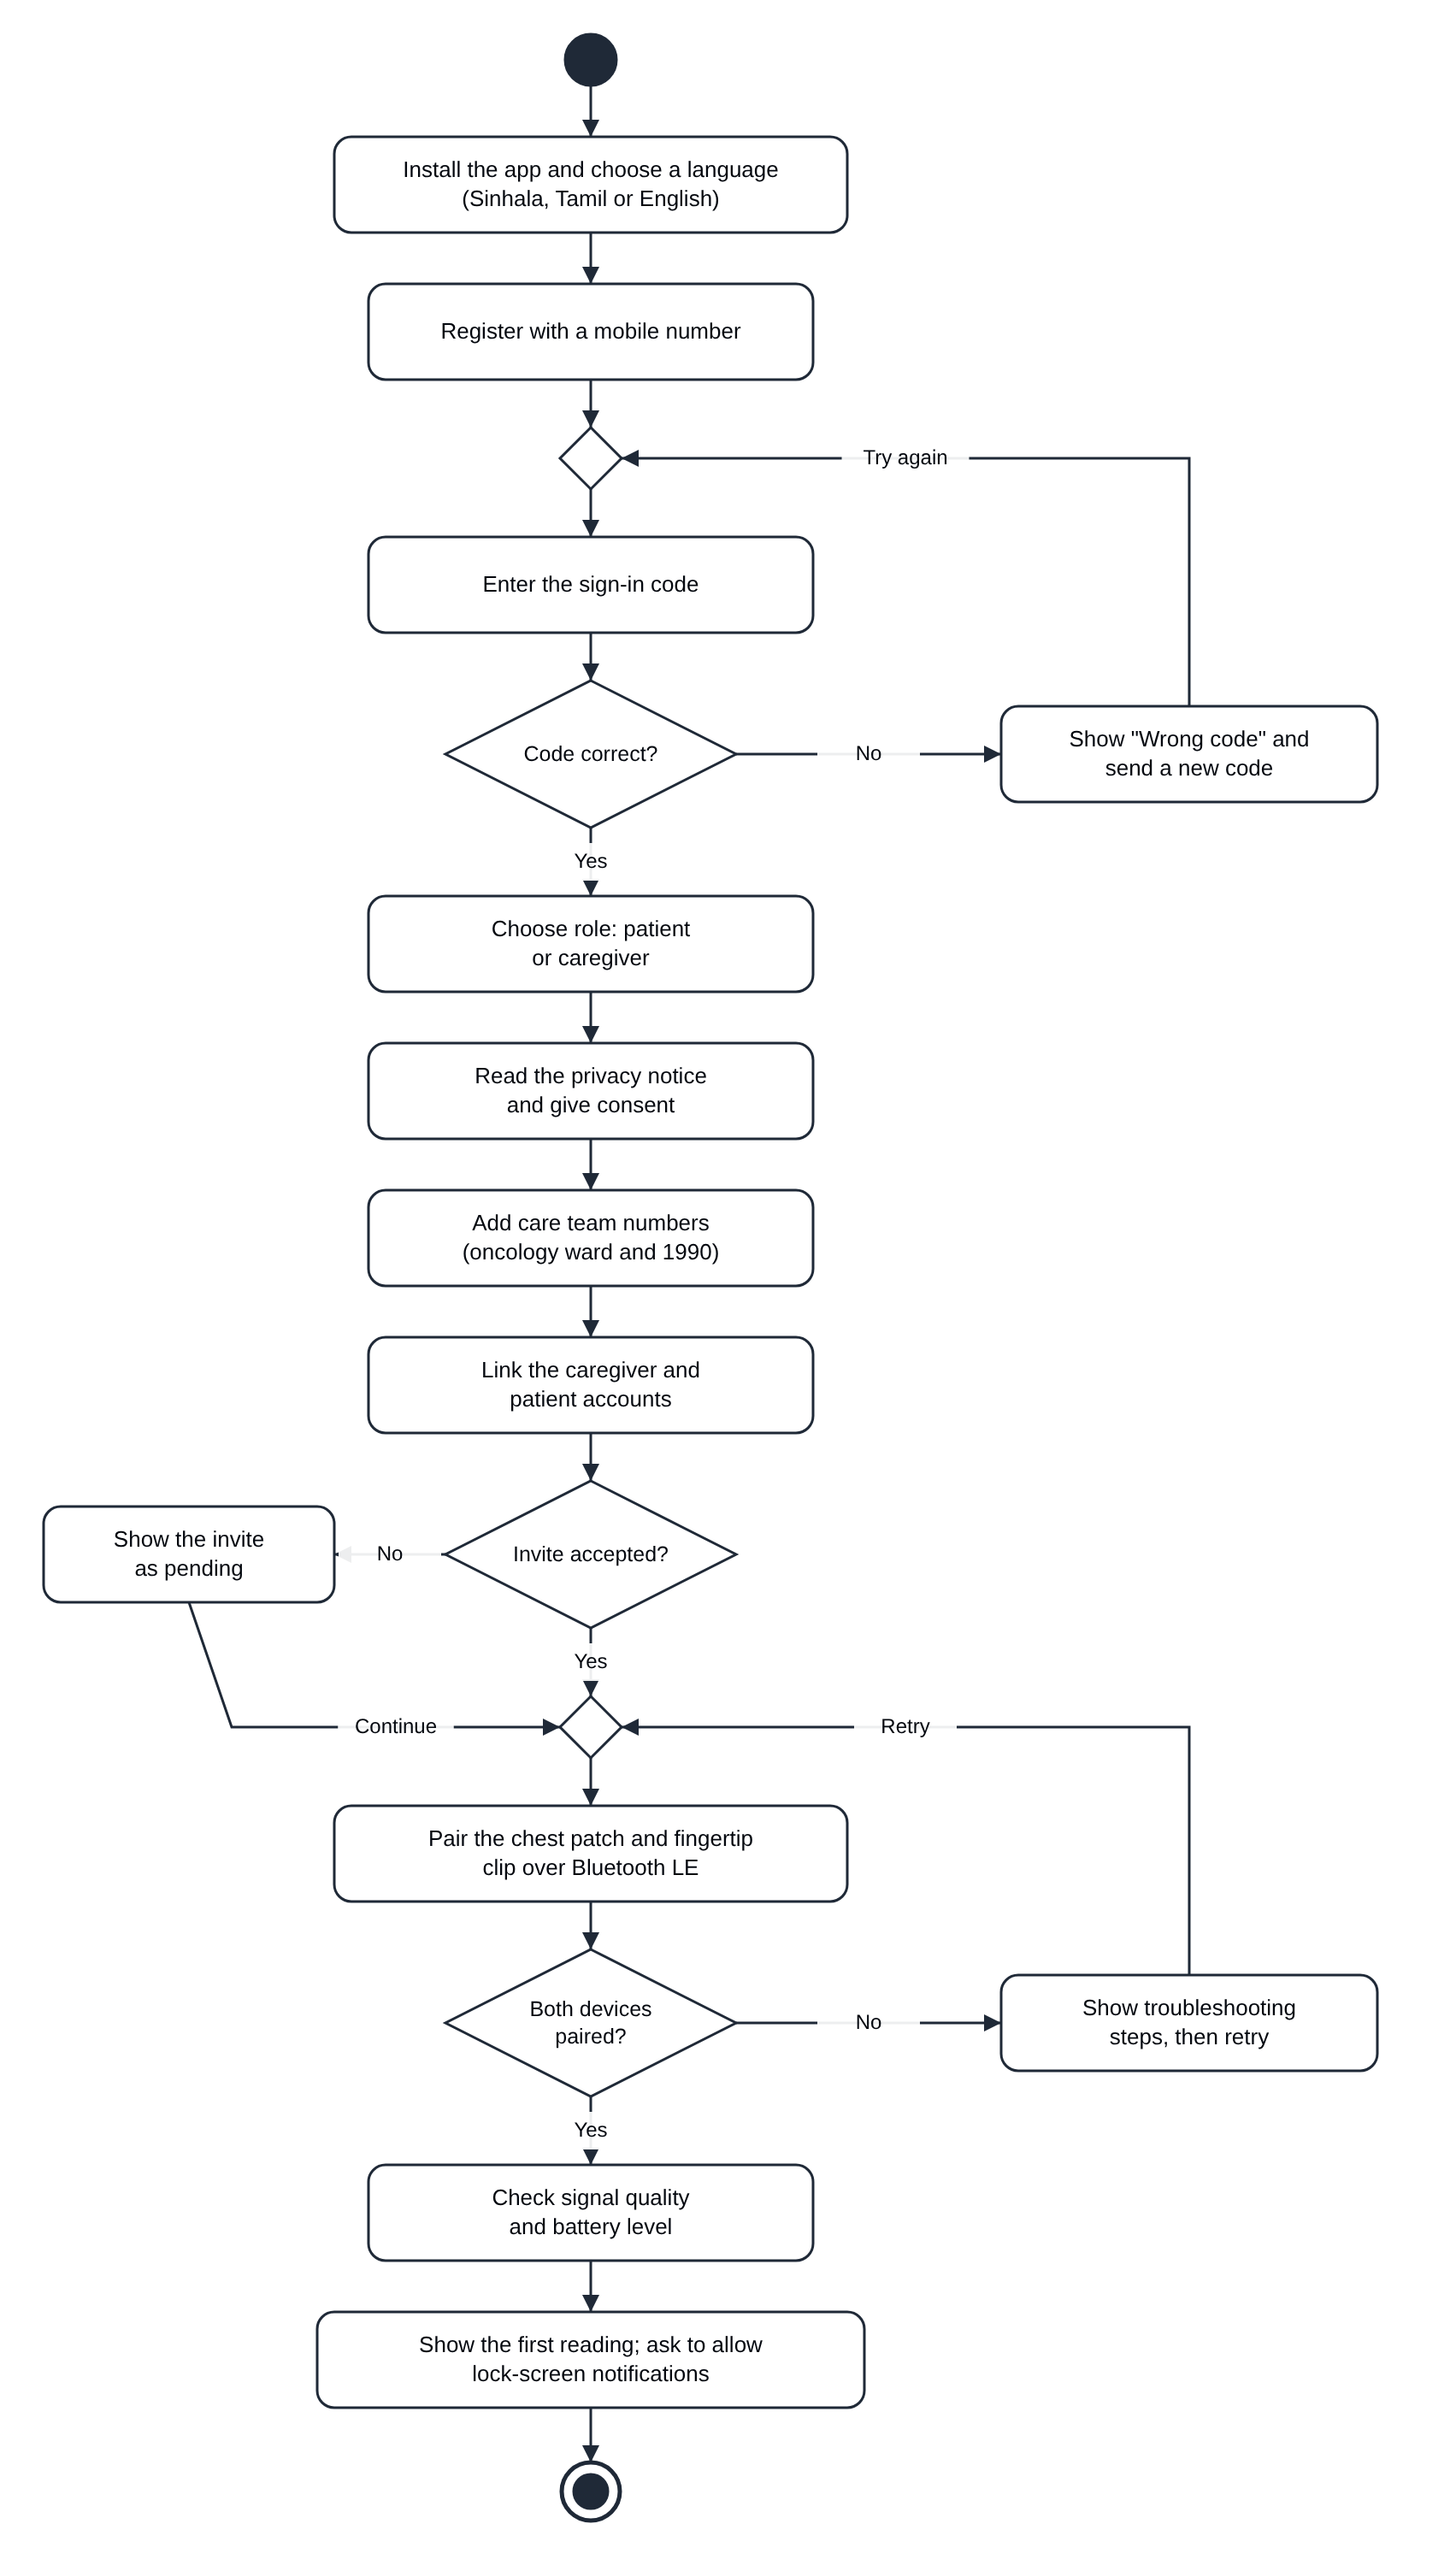 Install the app and choose a language
(Sinhala, Tamil or English)
Register with a mobile number
Try again
Enter the sign-in code
Code correct?
No
Show "Wrong code" and
send a new code
Yes
Choose role: patient
or caregiver
Read the privacy notice
and give consent
Add care team numbers
(oncology ward and 1990)
Link the caregiver and
patient accounts
Show the invite
as pending
No
Invite accepted?
Yes
Continue
Retry
Pair the chest patch and fingertip
clip over Bluetooth LE
Both devices
paired?
No
Show troubleshooting
steps, then retry
Yes
Check signal quality
and battery level
Show the first reading; ask to allow
lock-screen notifications